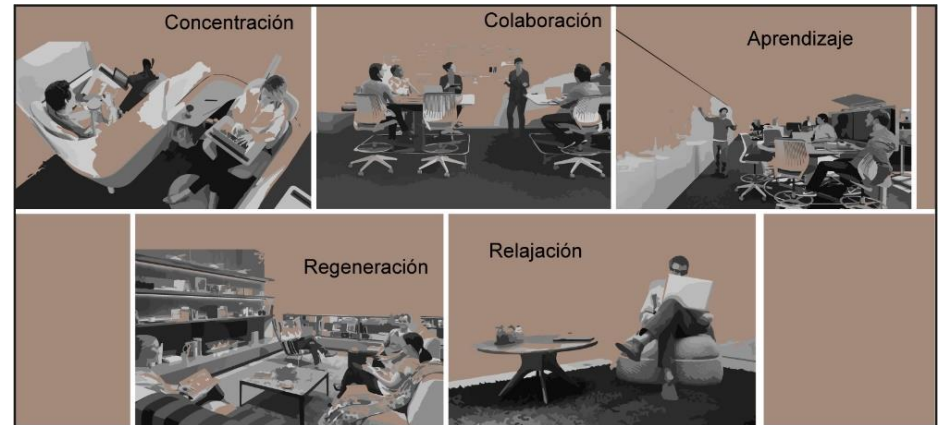 Concentración
Colaboración
Aprendizaje
Regeneración
Relajación